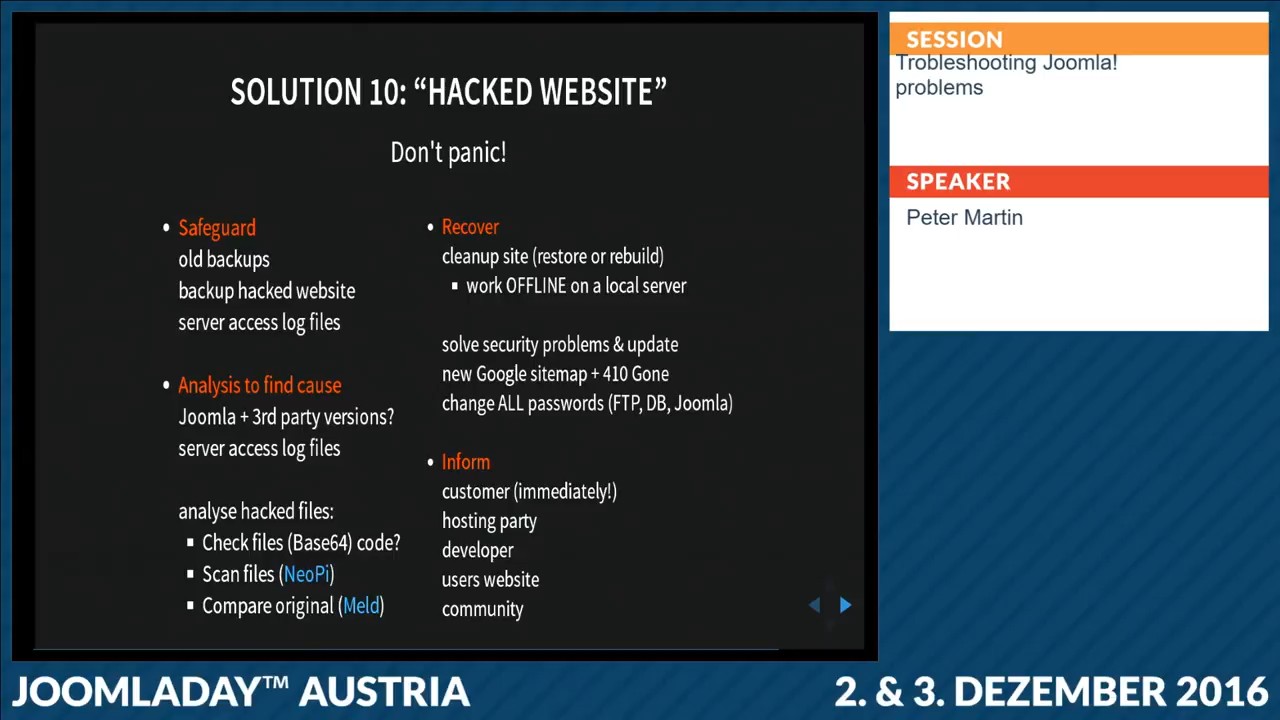 SOLUTION 10: “HACKED WEBSITE”
Don't panic!
• Safeguard
old backups
backup hacked website
server access log files
• Analysis to find cause
Joomla + 3rd party versions?
server access log files
analyse hacked files:
▪ Check files (Base64) code?
▪ Scan files (NeoPi)
▪ Compare original (Meld)
• Recover
cleanup site (restore or rebuild)
▪ work OFFLINE on a local server
solve security problems & update
new Google sitemap + 410 Gone
change ALL passwords (FTP, DB, Joomla)
• Inform
customer (immediately!)
hosting party
developer
users website
community
SESSION
Trobleshooting Joomla!
problems
SPEAKER
Peter Martin
JOOMLADAY™ AUSTRIA
2. & 3. DEZEMBER 2016